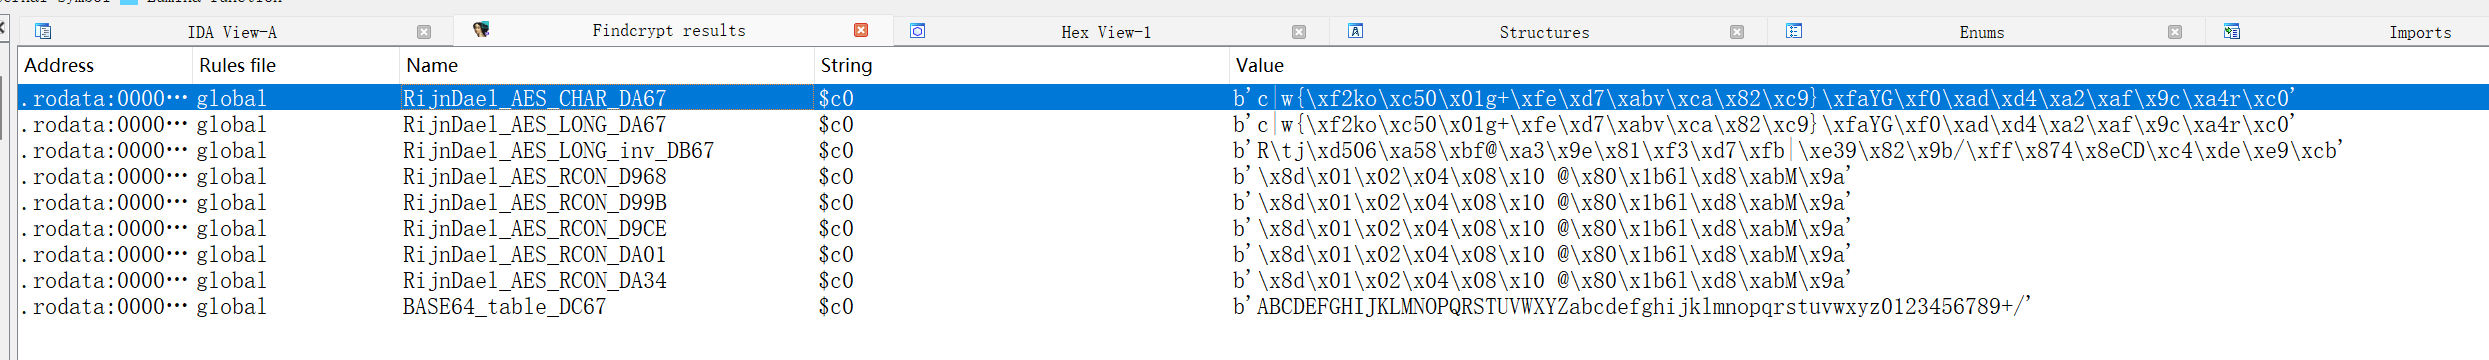 IDA View-A Findcrypt results Hex View-1 Structures Enums Imports
Address Rules file Name String Value
.rodata:0000… global RijnDael_AES_CHAR_DA67 $c0 b'c|w{\xf2ko\xc50\x01g+\xfe\xd7\xabv\xca\x82\xc9}\xfaYG\xf0\xad\xd4\xa2\xaf\x9c\xa4r\xc0'
.rodata:0000… global RijnDael_AES_LONG_DA67 $c0 b'c|w{\xf2ko\xc50\x01g+\xfe\xd7\xabv\xca\x82\xc9}\xfaYG\xf0\xad\xd4\xa2\xaf\x9c\xa4r\xc0'
.rodata:0000… global RijnDael_AES_LONG_inv_DB67 $c0 b'R\tj\xd506\xa58\xbf@\xa3\x9e\x81\xf3\xd7\xfb|\xe39\x82\x9b/\xff\x874\x8eCD\xc4\xde\xe9\xcb'
.rodata:0000… global RijnDael_AES_RCON_D968 $c0 b'\x8d\x01\x02\x04\x08\x10 @\x80\x1b6l\xd8\xabM\x9a'
.rodata:0000… global RijnDael_AES_RCON_D99B $c0 b'\x8d\x01\x02\x04\x08\x10 @\x80\x1b6l\xd8\xabM\x9a'
.rodata:0000… global RijnDael_AES_RCON_D9CE $c0 b'\x8d\x01\x02\x04\x08\x10 @\x80\x1b6l\xd8\xabM\x9a'
.rodata:0000… global RijnDael_AES_RCON_DA01 $c0 b'\x8d\x01\x02\x04\x08\x10 @\x80\x1b6l\xd8\xabM\x9a'
.rodata:0000… global RijnDael_AES_RCON_DA34 $c0 b'\x8d\x01\x02\x04\x08\x10 @\x80\x1b6l\xd8\xabM\x9a'
.rodata:0000… global BASE64_table_DC67 $c0 b'ABCDEFGHIJKLMNOPQRSTUVWXYZabcdefghijklmnopqrstuvwxyz0123456789+/'